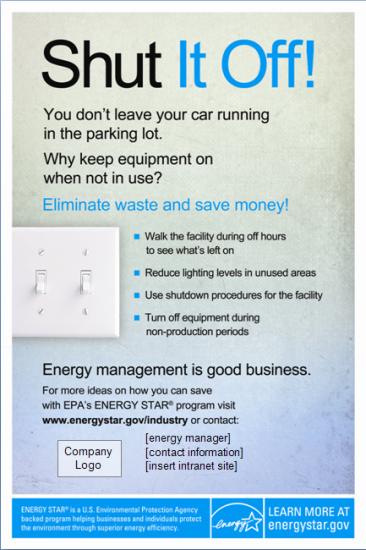 Shut It Off!
You don't leave your car running
in the parking lot.
Why keep equipment on
when not in use?
Eliminate waste and save money!
Walk the facility during off hours
to see what's left on
Reduce lighting levels in unused areas
Use shutdown procedures for the facility
Turn off equipment during
non-production periods
Energy management is good business.
For more ideas on how you can save
with EPA's ENERGY STAR® program visit
www.energystar.gov/industry or contact:
Company
Logo
[energy manager]
[contact information]
[insert intranet site]
ENERGY STAR® is a U.S. Environmental Protection Agency
backed program helping businesses and individuals protect
the environment through superior energy efficiency.
energy
LEARN MORE AT
energystar.gov